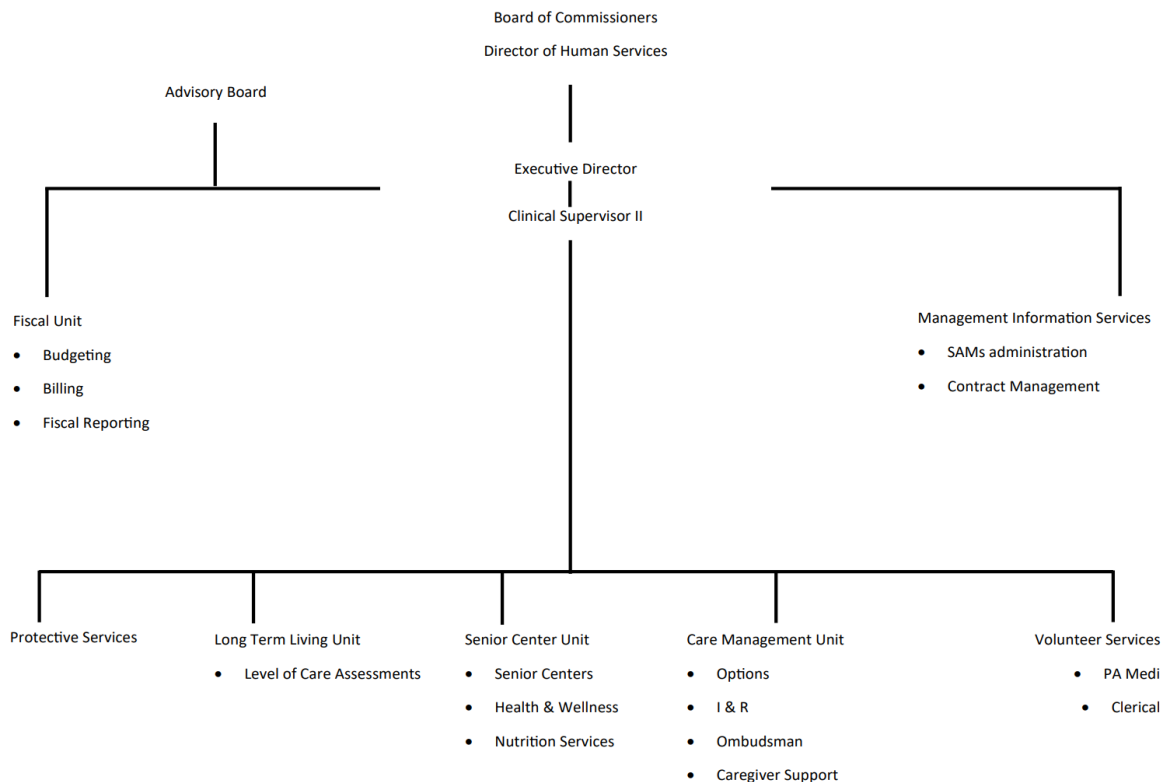 Board of Commissioners
Director of Human Services
Advisory Board
Executive Director
Clinical Supervisor II
Fiscal Unit
• Budgeting
• Billing
• Fiscal Reporting
Management Information Services
• SAMs administration
• Contract Management
Protective Services
Long Term Living Unit
• Level of Care Assessments
Senior Center Unit
• Senior Centers
• Health & Wellness
• Nutrition Services
Care Management Unit
• Options
• I & R
• Ombudsman
• Caregiver Support
Volunteer Services
• PA Medi
• Clerical